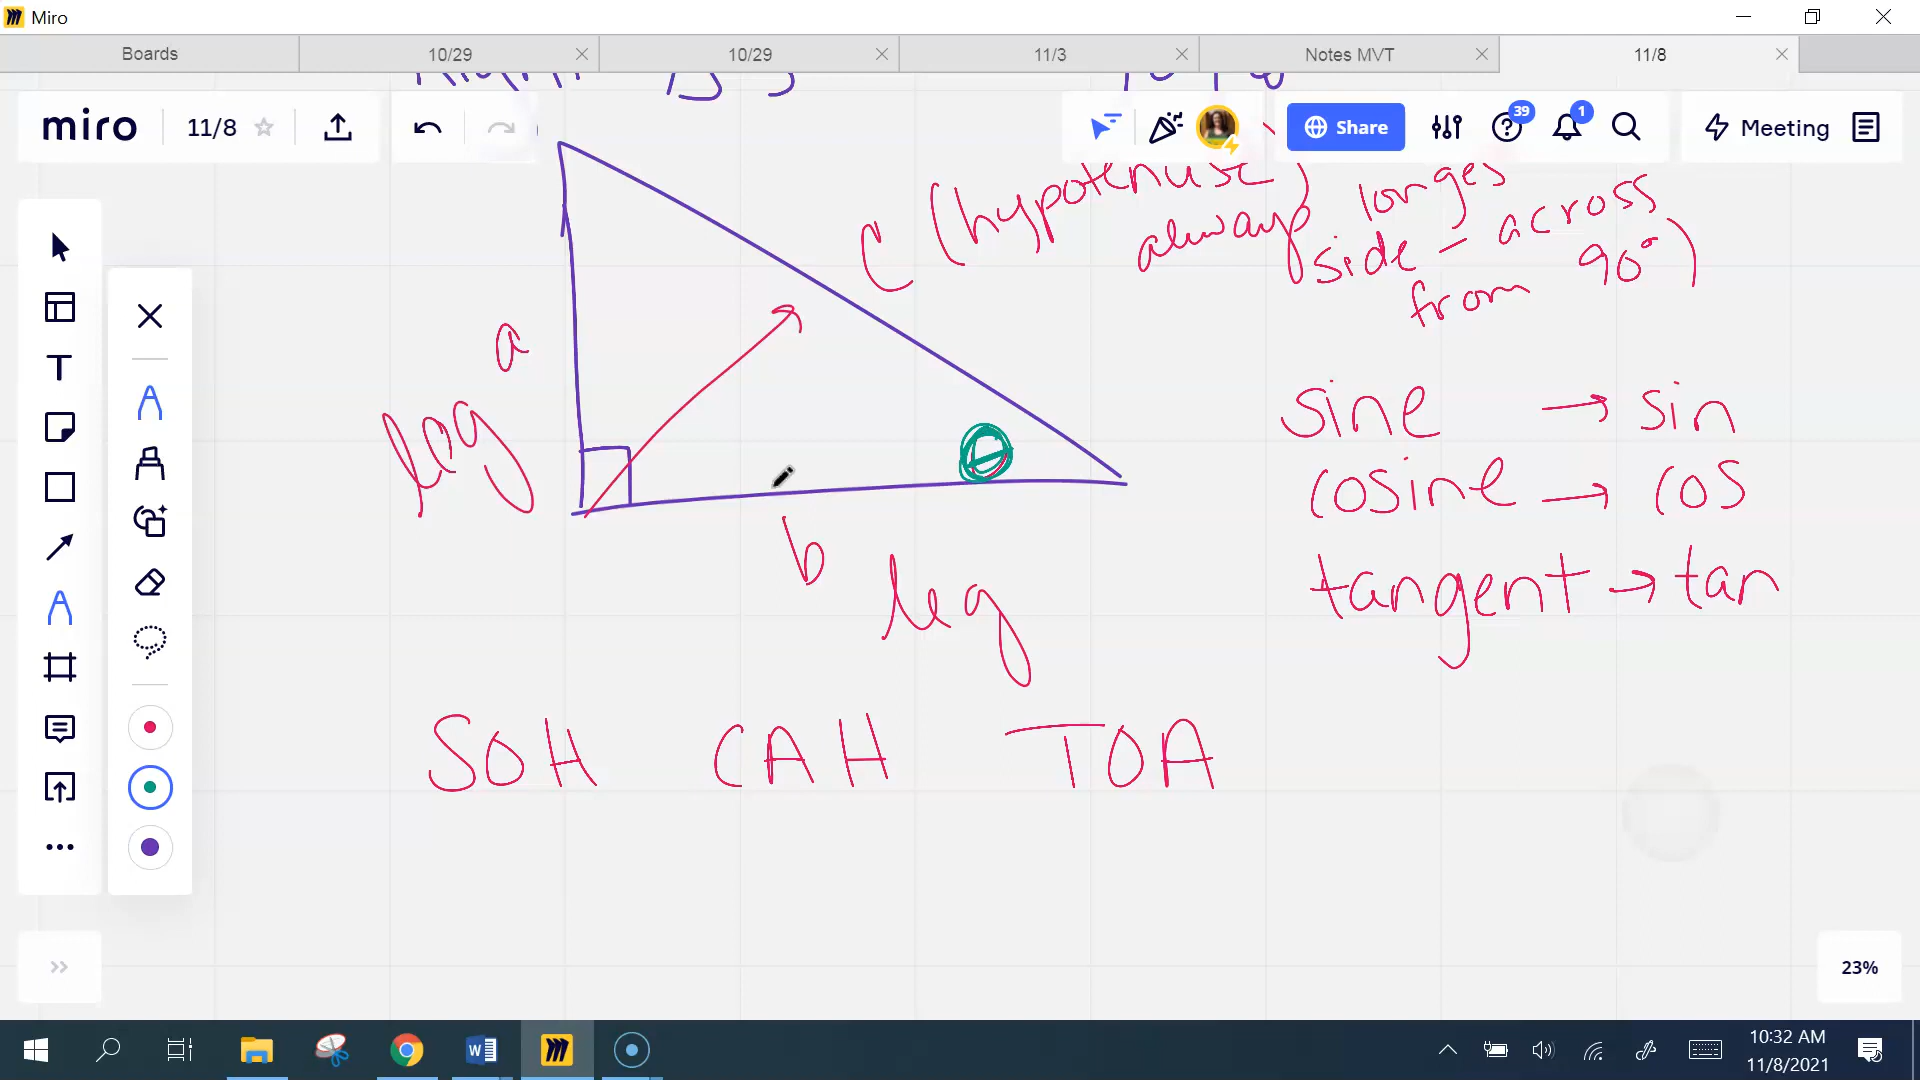 Miro
Boards
10/29
10/29
11/3
Notes MVT
11/8
miro
11/8
Share
39
1
Meeting
C (hypotenuse)
always longes
side - across
from 90°)
a
leg
sine → sin
cosine → cos
θ
b
leg
tangent → tan
T
SOH CAH TOA
23%
10:32 AM
11/8/2021